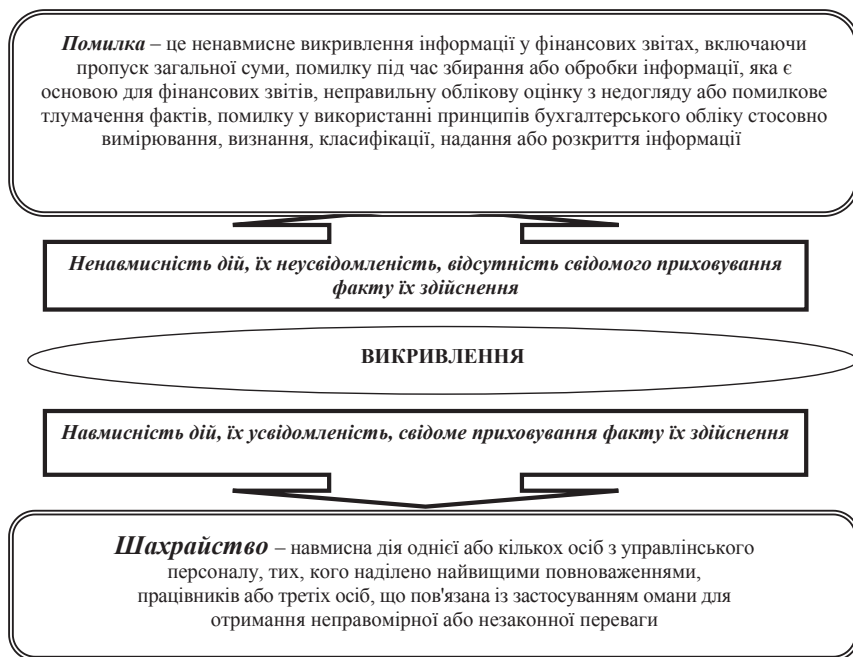 Помилка – це ненавмисне викривлення інформації у фінансових звітах, включаючи
пропуск загальної суми, помилку під час збирання або обробки інформації, яка є
основою для фінансових звітів, неправильну облікову оцінку з недогляду або помилкове
тлумачення фактів, помилку у використанні принципів бухгалтерського обліку стосовно
вимірювання, визнання, класифікації, надання або розкриття інформації
Ненавмисність дій, їх неусвідомленість, відсутність свідомого приховування
факту їх здійснення
ВИКРИВЛЕННЯ
Навмисність дій, їх усвідомленість, свідоме приховування факту їх здійснення
Шахрайство – навмисна дія однієї або кількох осіб з управлінського
персоналу, тих, кого наділено найвищими повноваженнями,
працівників або третіх осіб, що пов'язана із застосуванням омани для
отримання неправомірної або незаконної переваги